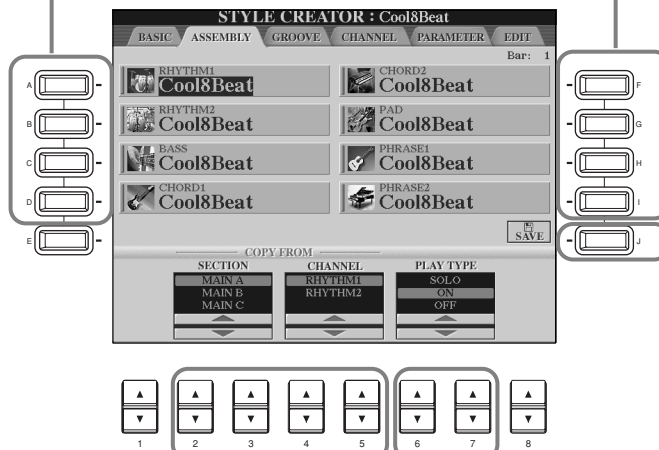 STYLE CREATOR : Cool8Beat
BASIC ASSEMBLY GROOVE CHANNEL PARAMETER EDIT
Bar: 1
RHYTHM1
Cool8Beat
CHORD2
Cool8Beat
RHYTHM2
Cool8Beat
PAD
Cool8Beat
BASS
Cool8Beat
PHRASE1
Cool8Beat
CHORD1
Cool8Beat
PHRASE2
Cool8Beat
A
B
C
D
E
F
G
H
I
J
SAVE
COPY FROM
SECTION CHANNEL PLAY TYPE
MAIN A RHYTHM1 SOLO
MAIN B RHYTHM2 ON
MAIN C OFF
1 2 3 4 5 6 7 8